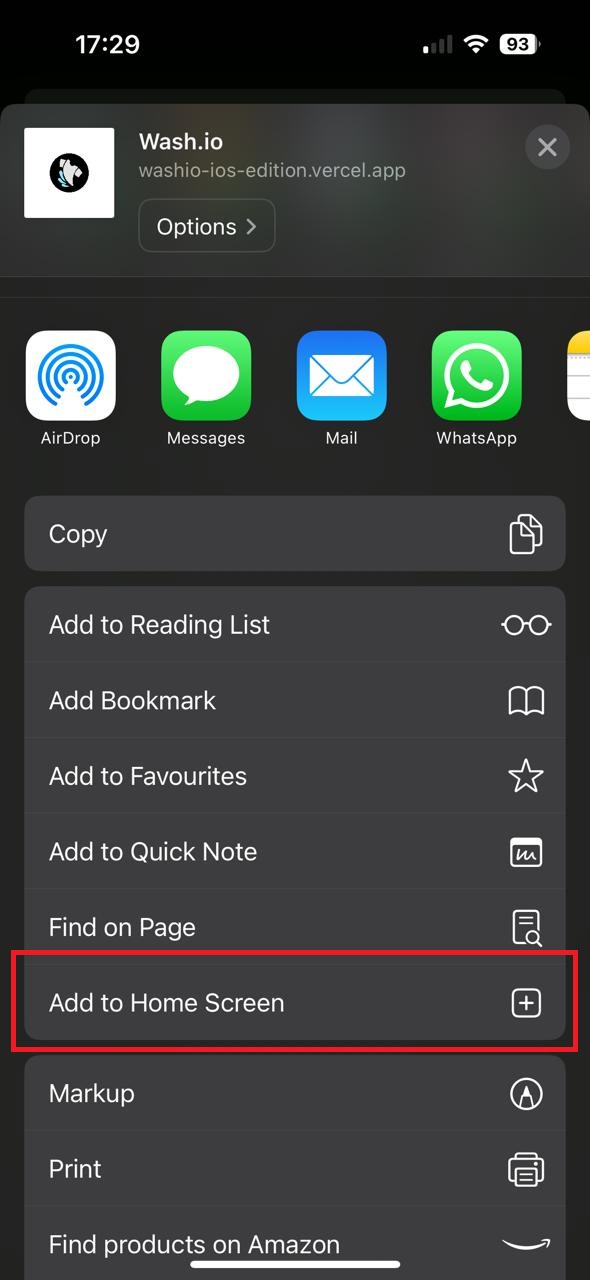 17:29
93
Wash.io
washio-ios-edition.vercel.app
Options
AirDrop
Messages
Mail
WhatsApp
Copy
Add to Reading List
Add Bookmark
Add to Favourites
Add to Quick Note
Find on Page
Add to Home Screen
Markup
Print
Find products on Amazon